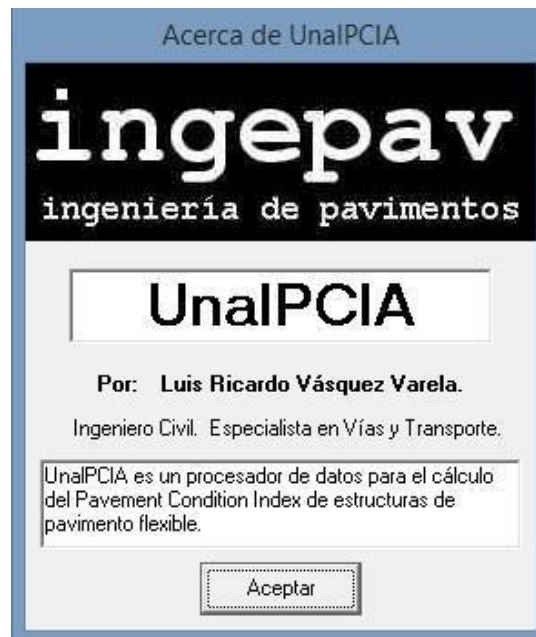 Acerca de UnalPCIA
ingepav
ingeniería de pavimentos
UnalPCIA
Por: Luis Ricardo Vásquez Varela.
Ingeniero Civil. Especialista en Vías y Transporte.
UnalPCIA es un procesador de datos para el cálculo
del Pavement Condition Index de estructuras de
pavimento flexible.
Aceptar